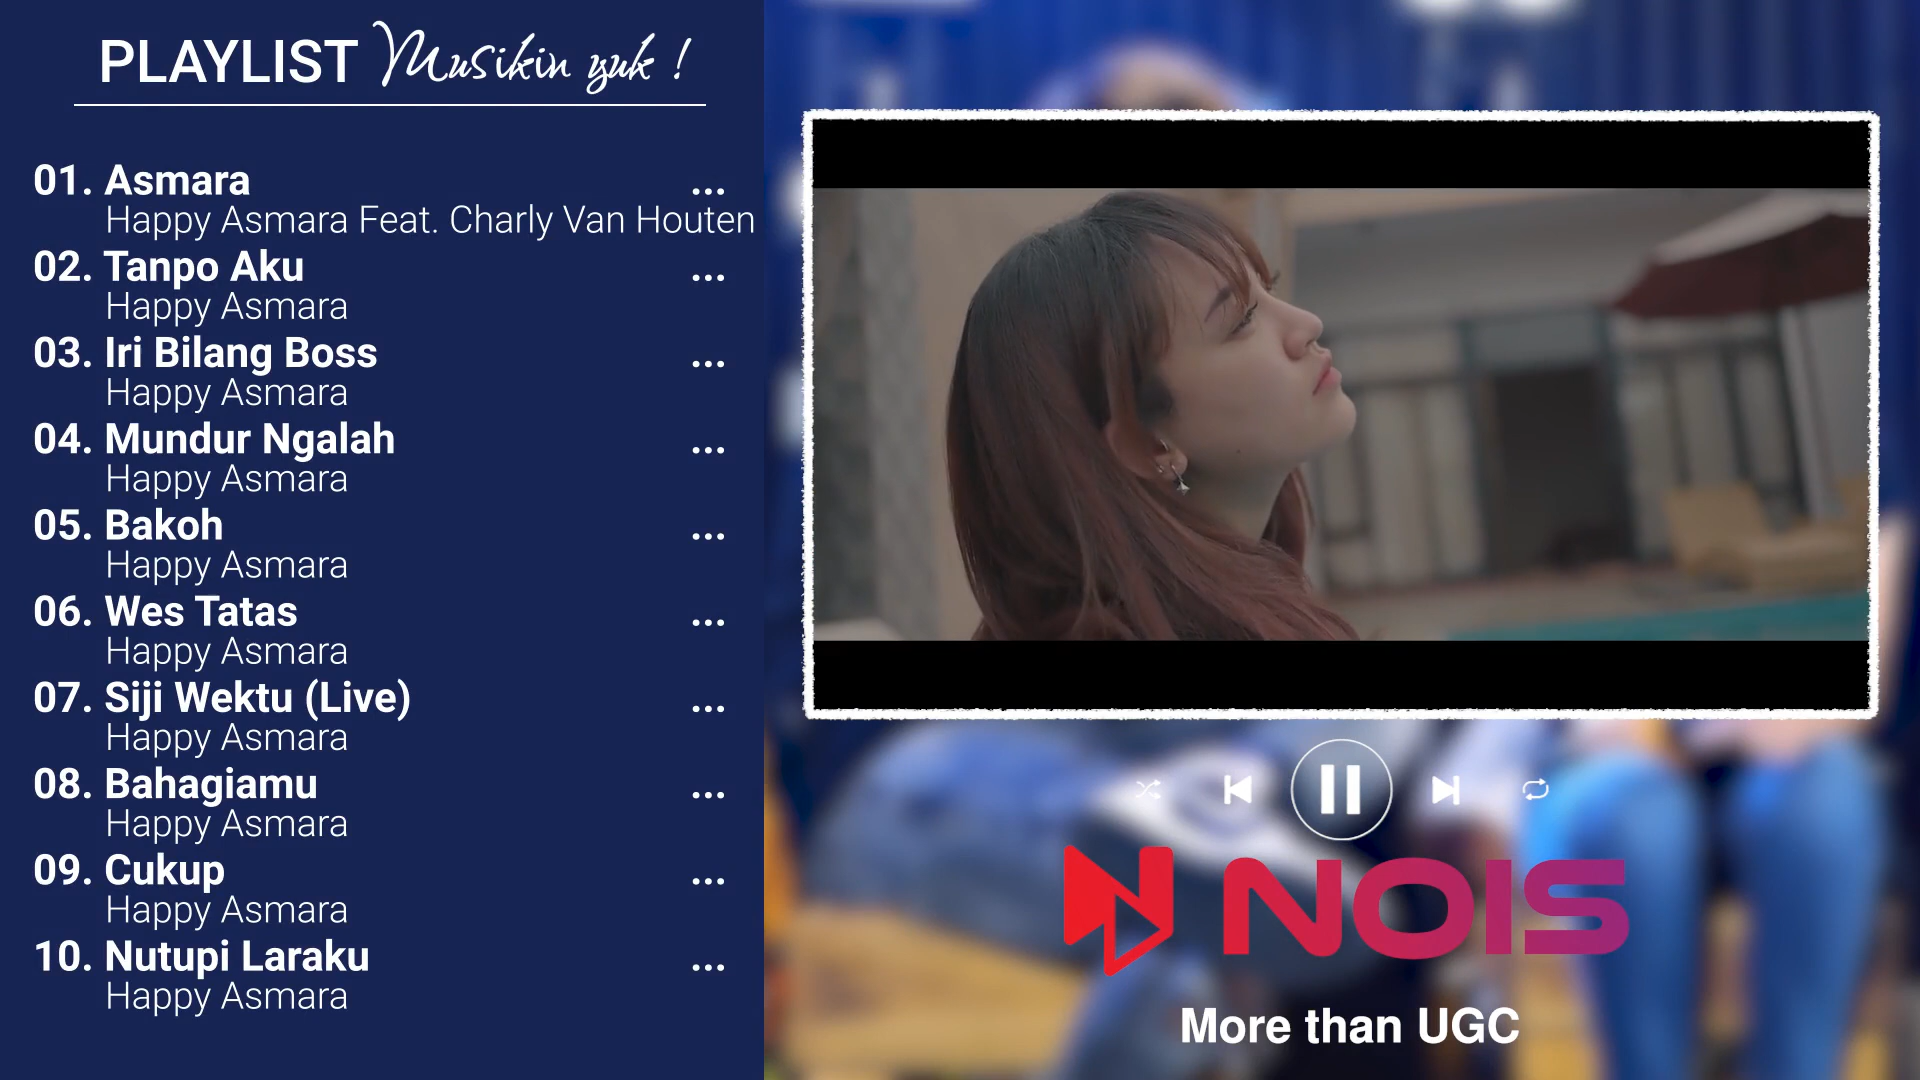 PLAYLIST Musikin yuk !
01. Asmara ...
Happy Asmara Feat. Charly Van Houten
02. Tanpo Aku ...
Happy Asmara
03. Iri Bilang Boss ...
Happy Asmara
04. Mundur Ngalah ...
Happy Asmara
05. Bakoh ...
Happy Asmara
06. Wes Tatas ...
Happy Asmara
07. Siji Wektu (Live) ...
Happy Asmara
08. Bahagiamu ...
Happy Asmara
09. Cukup ...
Happy Asmara
10. Nutupi Laraku ...
Happy Asmara
NOIS
More than UGC